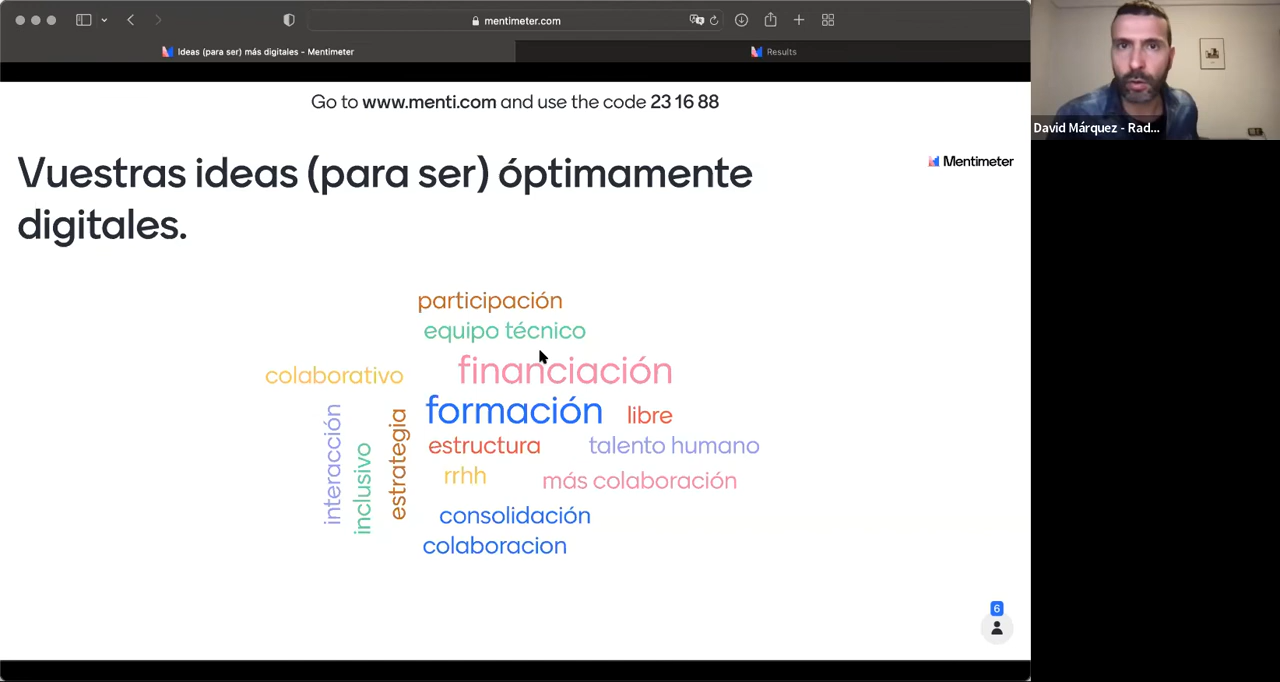 mentimeter.com
Ideas (para ser) más digitales - Mentimeter
Results
Go to www.menti.com and use the code 23 16 88
David Márquez - Rad...
Vuestras ideas (para ser) óptimamente
digitales.
Mentimeter
participación
equipo técnico
colaborativo
financiación
formación
libre
interacción
inclusivo
estrategia
estructura
talento humano
rrhh
más colaboración
consolidación
colaboracion
6